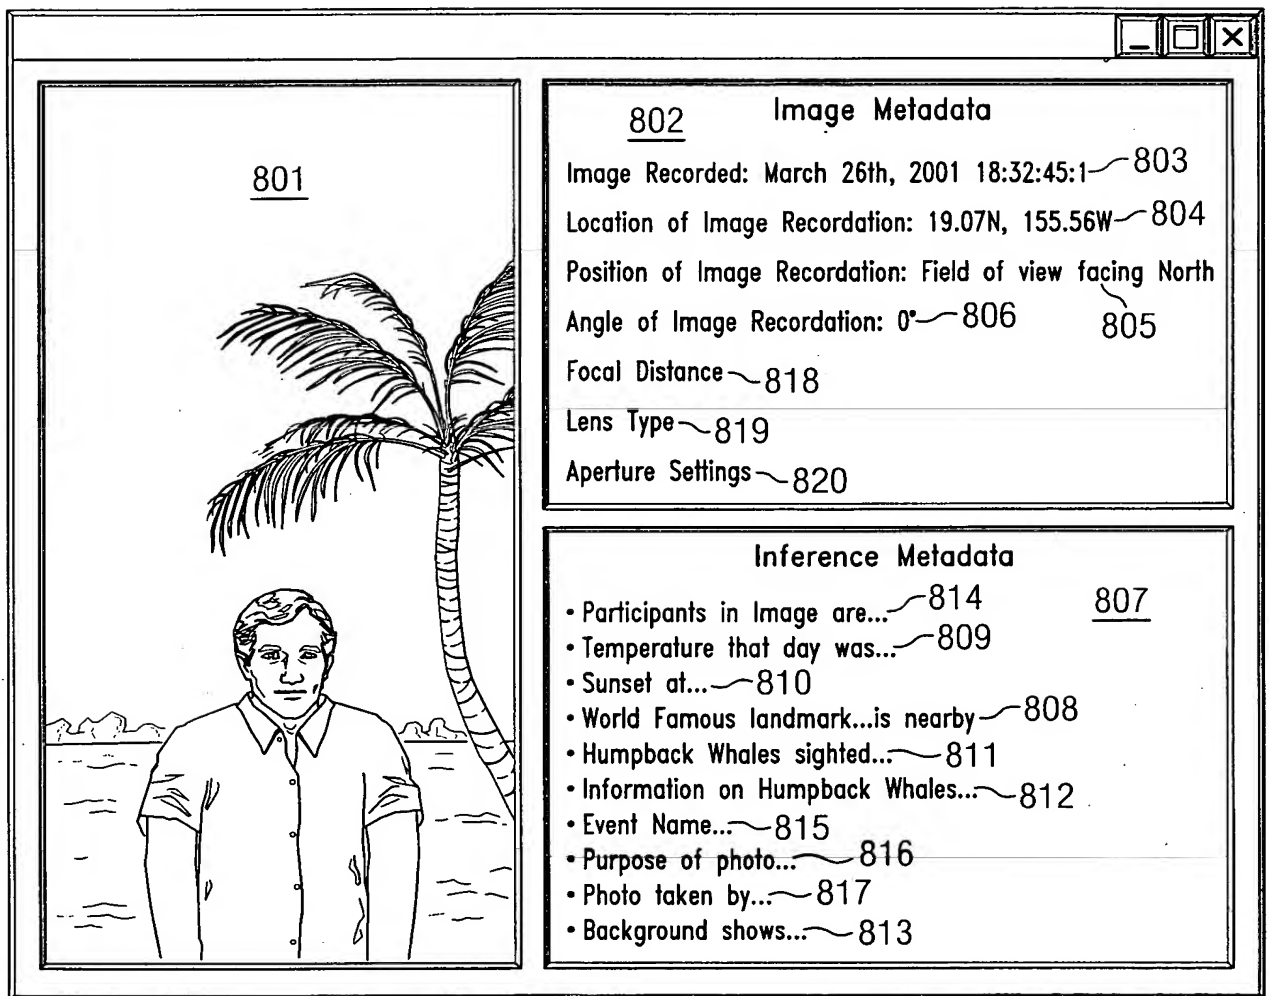 801
802 Image Metadata
Image Recorded: March 26th, 2001 18:32:45:1 803
Location of Image Recordation: 19.07N, 155.56W 804
Position of Image Recordation: Field of view facing North
805
Angle of Image Recordation: 0° 806
Focal Distance 818
Lens Type 819
Aperture Settings 820
Inference Metadata
807
• Participants in Image are... 814
• Temperature that day was... 809
• Sunset at... 810
• World Famous landmark...is nearby 808
• Humpback Whales sighted... 811
• Information on Humpback Whales... 812
• Event Name... 815
• Purpose of photo... 816
• Photo taken by... 817
• Background shows... 813